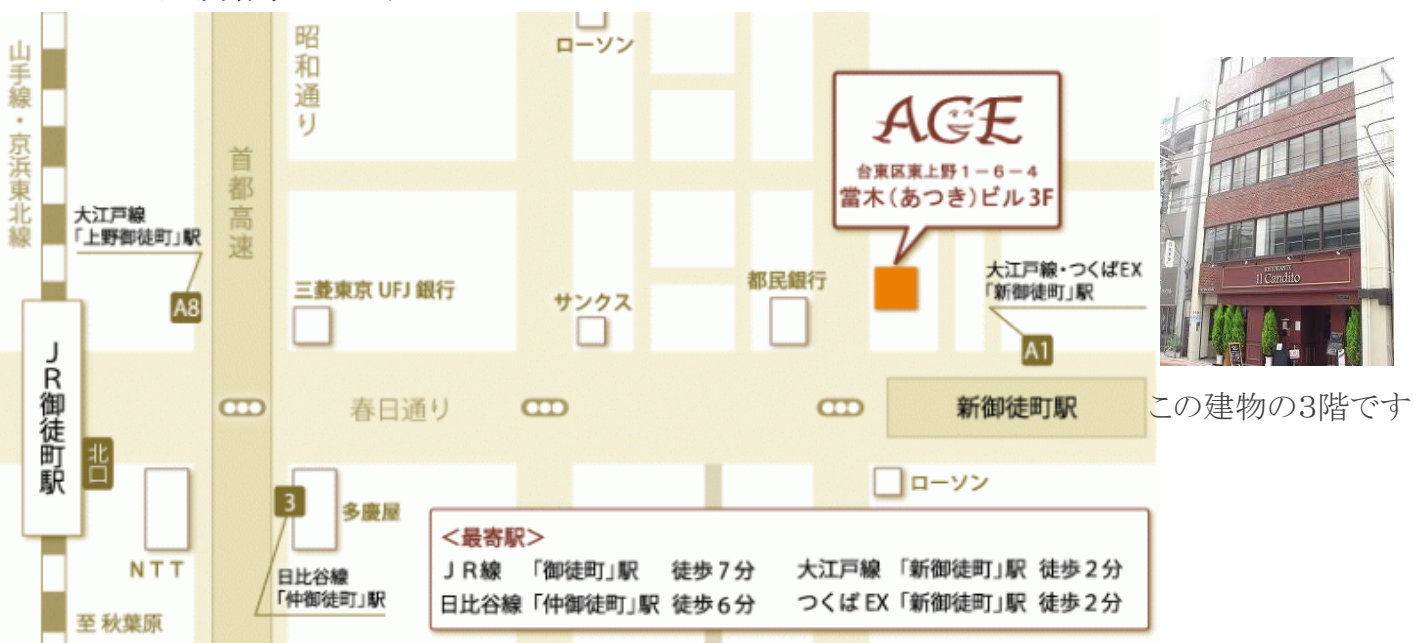 山手線・京浜東北線
昭和通り
首都高速
ローソン
AGE
台東区東上野1-6-4
當木(あつき)ビル3F
大江戸線
「上野御徒町」駅
A8
三菱東京UFJ銀行
サンクス
都民銀行
大江戸線・つくばEX
「新御徒町」駅
A1
Il Candito
JR御徒町駅
北口
春日通り
新御徒町駅
この建物の3階です
NTT
3
多慶屋
ローソン
日比谷線
「仲御徒町」駅
至 秋葉原
<最寄駅>
JR線 「御徒町」駅 徒歩7分 大江戸線 「新御徒町」駅 徒歩2分
日比谷線「仲御徒町」駅 徒歩6分 つくばEX「新御徒町」駅 徒歩2分